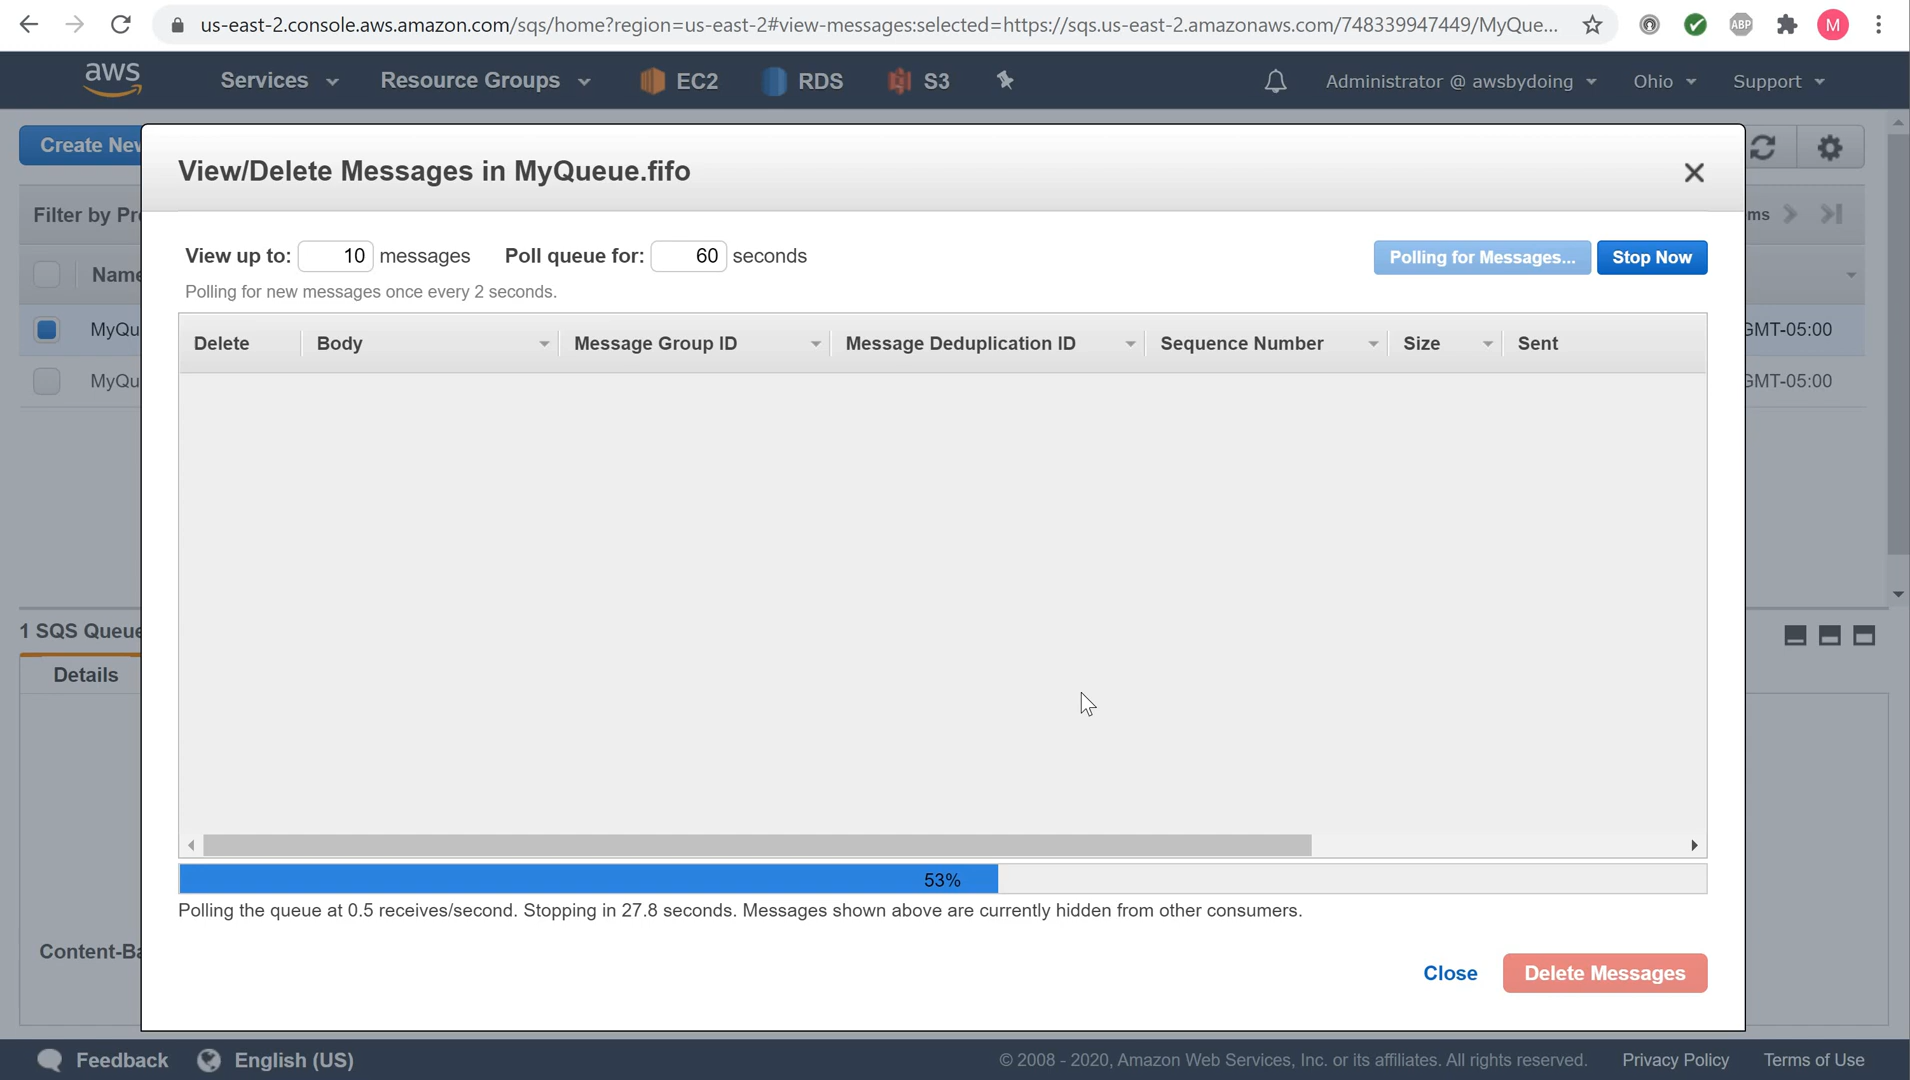 us-east-2.console.aws.amazon.com/sqs/home?region=us-east-2#view-messages:selected=https://sqs.us-east-2.amazonaws.com/748339947449/MyQue...
ABP
M
aws
Services
Resource Groups
EC2
RDS
S3
Administrator @ awsbydoing
Ohio
Support
Create New
View/Delete Messages in MyQueue.fifo
Filter by Pr
ms
View up to: 10 messages Poll queue for: 60 seconds
Polling for Messages...
Stop Now
Polling for new messages once every 2 seconds.
Name
Delete
Body
Message Group ID
Message Deduplication ID
Sequence Number
Size
Sent
MyQu
GMT-05:00
MyQu
GMT-05:00
1 SQS Queue
Details
53%
Polling the queue at 0.5 receives/second. Stopping in 27.8 seconds. Messages shown above are currently hidden from other consumers.
Content-Ba
Close
Delete Messages
Feedback
English (US)
© 2008 - 2020, Amazon Web Services, Inc. or its affiliates. All rights reserved.
Privacy Policy
Terms of Use